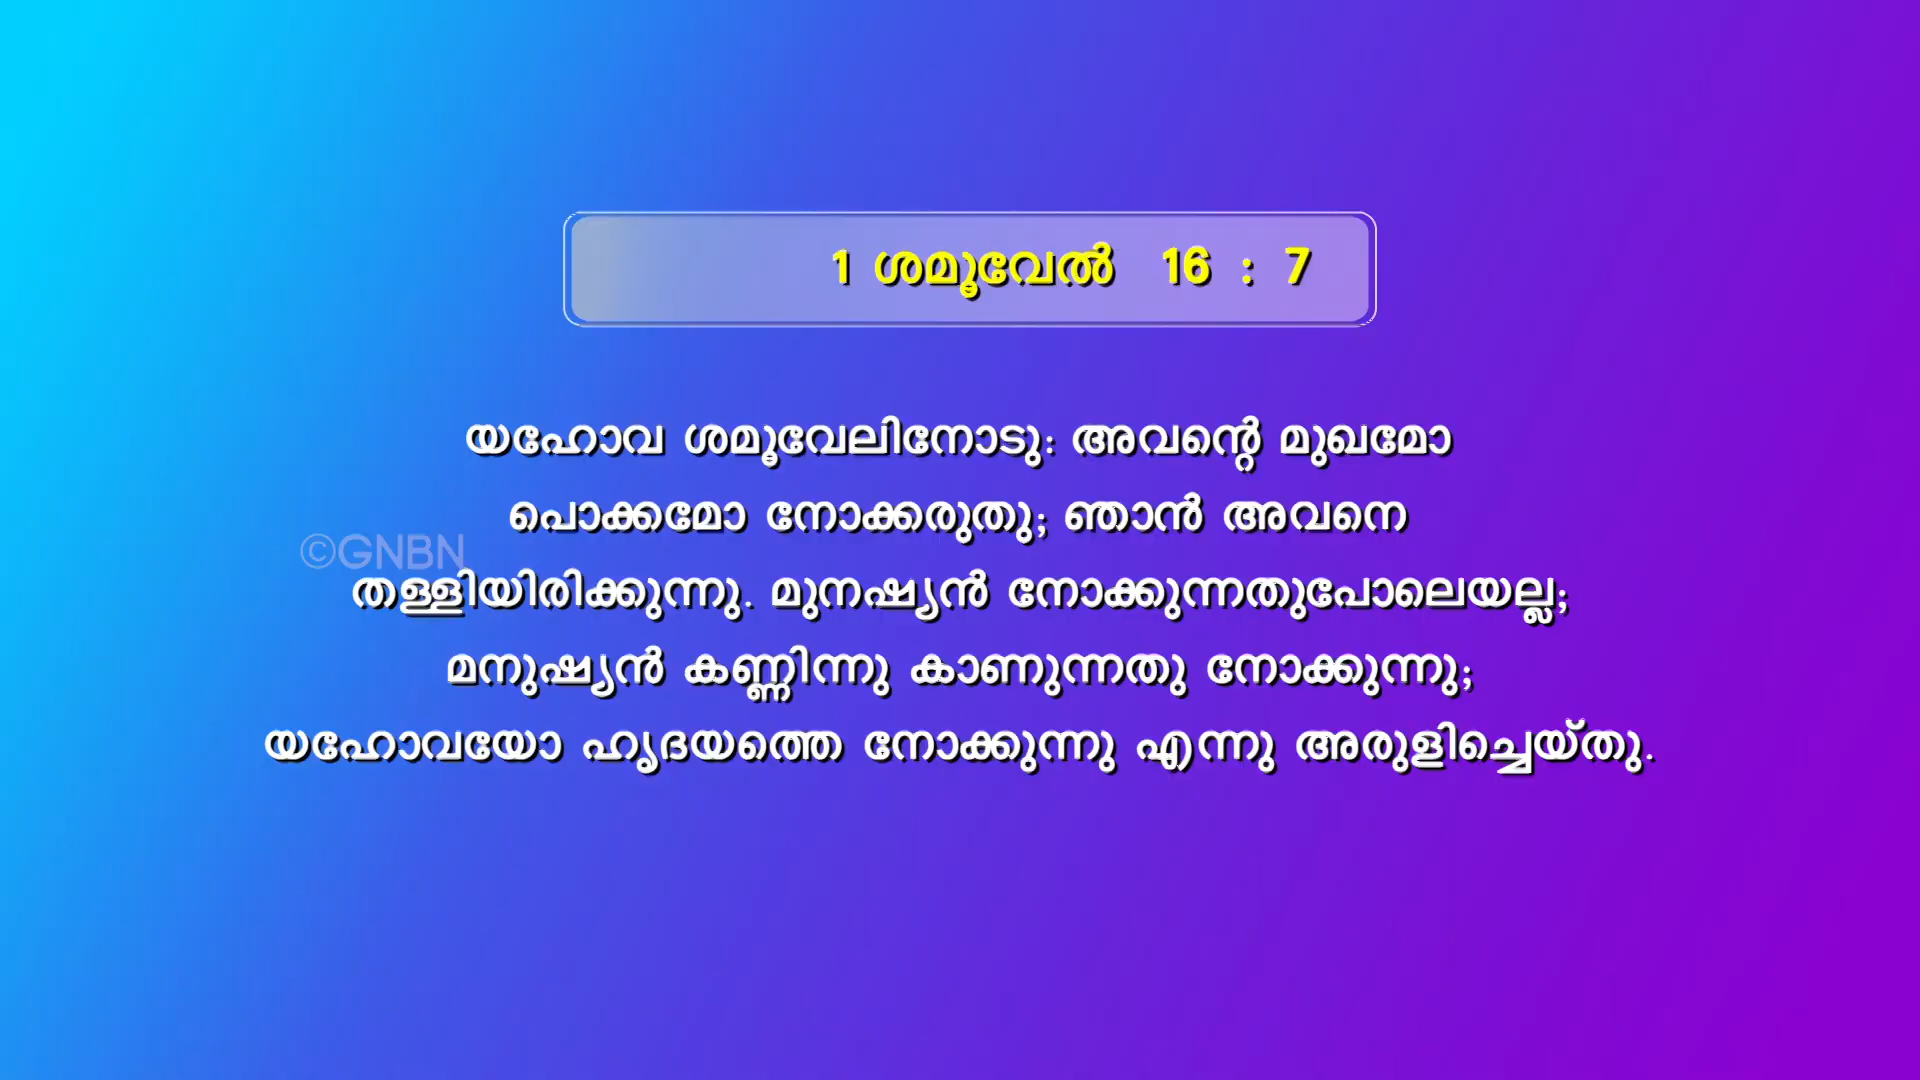 1 ശമൂവേൽ 16 : 7
യഹോവ ശമൂവേലിനോടു: അവന്റെ മുഖമോ
പൊക്കമോ നോക്കരുതു; ഞാൻ അവനെ
©GNBN
തള്ളിയിരിക്കുന്നു. മുനഷ്യൻ നോക്കുന്നതുപോലെയല്ല;
മനുഷ്യൻ കണ്ണിന്നു കാണുന്നതു നോക്കുന്നു;
യഹോവയോ ഹൃദയത്തെ നോക്കുന്നു എന്നു അരുളിച്ചെയ്തു.